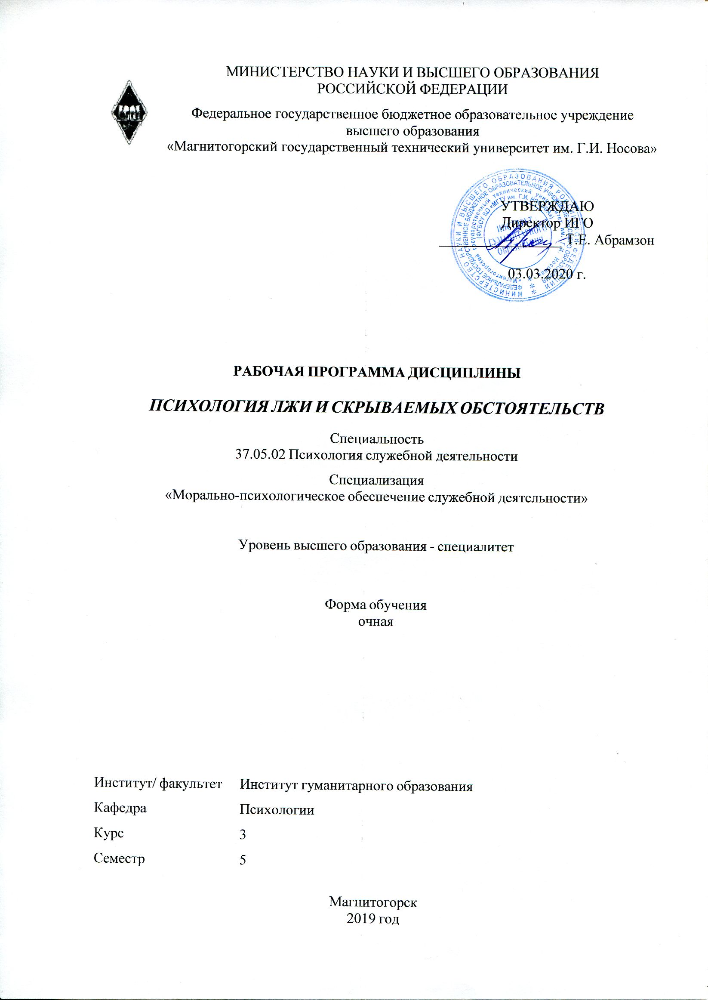 МИНИСТЕРСТВО НАУКИ И ВЫСШЕГО ОБРАЗОВАНИЯ
РОССИЙСКОЙ ФЕДЕРАЦИИ
Федеральное государственное бюджетное образовательное учреждение
высшего образования
«Магнитогорский государственный технический университет им. Г.И. Носова»
МИНИСТЕРСТВО НАУКИ И ВЫСШЕГО ОБРАЗОВАНИЯ РОССИЙСКОЙ ФЕДЕРАЦИИ
ФЕДЕРАЛЬНОЕ ГОСУДАРСТВЕННОЕ БЮДЖЕТНОЕ ОБРАЗОВАТЕЛЬНОЕ УЧРЕЖДЕНИЕ ВЫСШЕГО ОБРАЗОВАНИЯ
«Магнитогорский государственный технический университет им. Г.И. Носова»
(ФГБОУ ВО «МГТУ им. Г.И. НОСОВА»)
ИНСТИТУТ
ГУМАНИТАРНОГО
ОБРАЗОВАНИЯ
УТВЕРЖДАЮ
Директор ИГО
Т.Е. Абрамзон
03.03.2020 г.
РАБОЧАЯ ПРОГРАММА ДИСЦИПЛИНЫ
ПСИХОЛОГИЯ ЛЖИ И СКРЫВАЕМЫХ ОБСТОЯТЕЛЬСТВ
Специальность
37.05.02 Психология служебной деятельности
Специализация
«Морально-психологическое обеспечение служебной деятельности»
Уровень высшего образования - специалитет
Форма обучения
очная
Институт/ факультет Институт гуманитарного образования
Кафедра Психологии
Курс 3
Семестр 5
Магнитогорск
2019 год